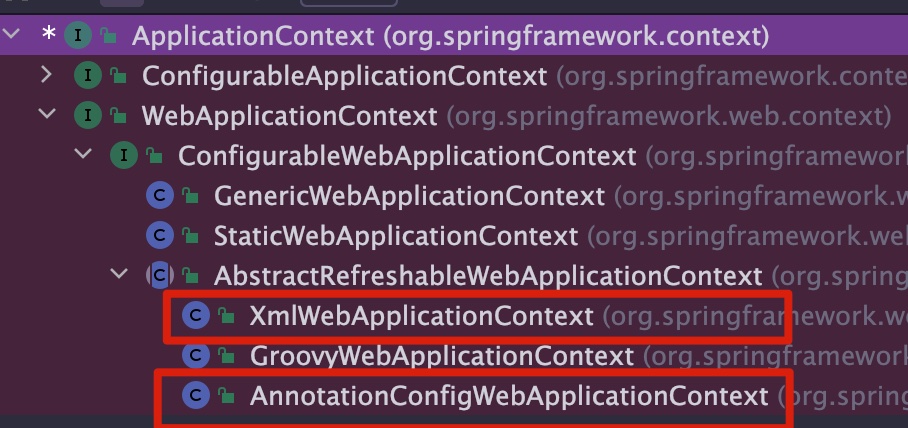 * I ApplicationContext (org.springframework.context)
I ConfigurableApplicationContext (org.springframework.conte
I WebApplicationContext (org.springframework.web.context)
I ConfigurableWebApplicationContext (org.springframewor
C GenericWebApplicationContext (org.springframework.w
C StaticWebApplicationContext (org.springframework.we
C AbstractRefreshableWebApplicationContext (org.sp
C XmlWebApplicationContext (org.springframework.w
C GroovyWebApplicationContext (org.springframework
C AnnotationConfigWebApplicationContext (org.spring